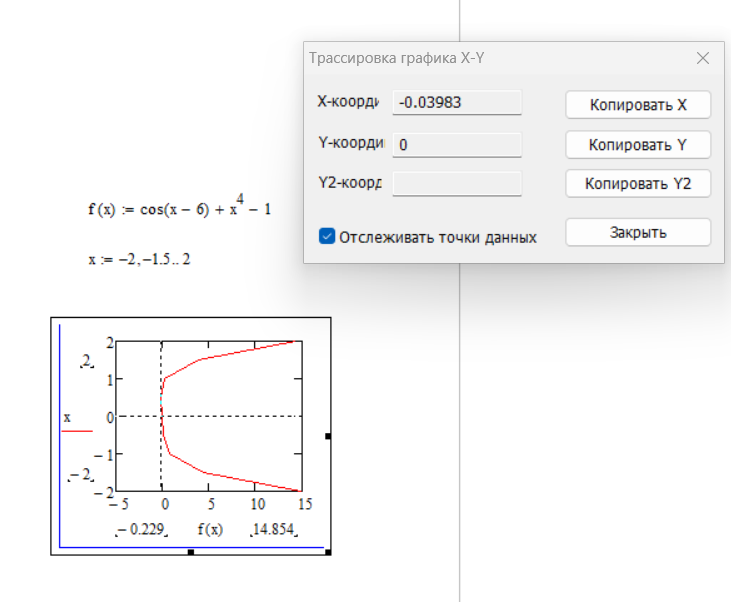 Трассировка графика X-Y
X-коорди -0.03983 Копировать X
Y-коорди 0 Копировать Y
Y2-коорд Копировать Y2
Отслеживать точки данных Закрыть
f(x) := cos(x − 6) + x^4 − 1
x := −2, −1.5.. 2
2
2
1
x
0
−1
−2
−2
−5 0 5 10 15
−0.229 f(x) 14.854